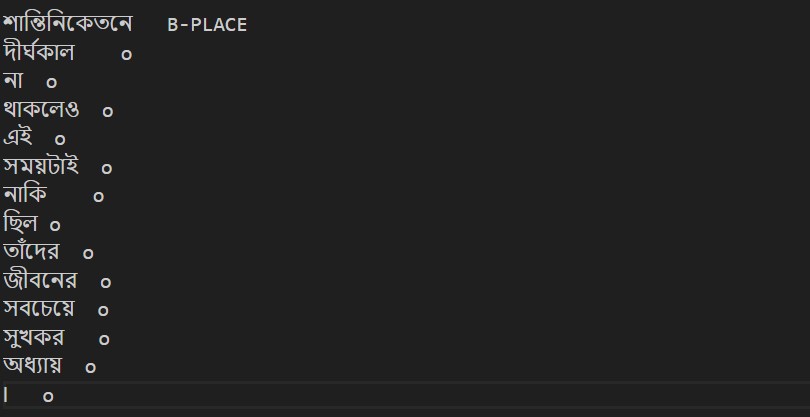 শান্তিনিকেতনে B-PLACE
দীর্ঘকাল o
না o
থাকলেও o
এই o
সময়টাই o
নাকি o
ছিল o
তাঁদের o
জীবনের o
সবচেয়ে o
সুখকর o
অধ্যায় o
। o